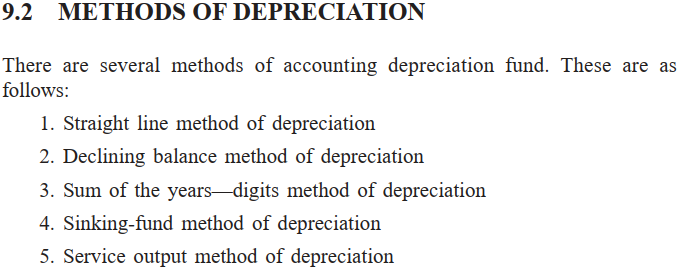 9.2 METHODS OF DEPRECIATION
There are several methods of accounting depreciation fund. These are as
follows:
1. Straight line method of depreciation
2. Declining balance method of depreciation
3. Sum of the years—digits method of depreciation
4. Sinking-fund method of depreciation
5. Service output method of depreciation